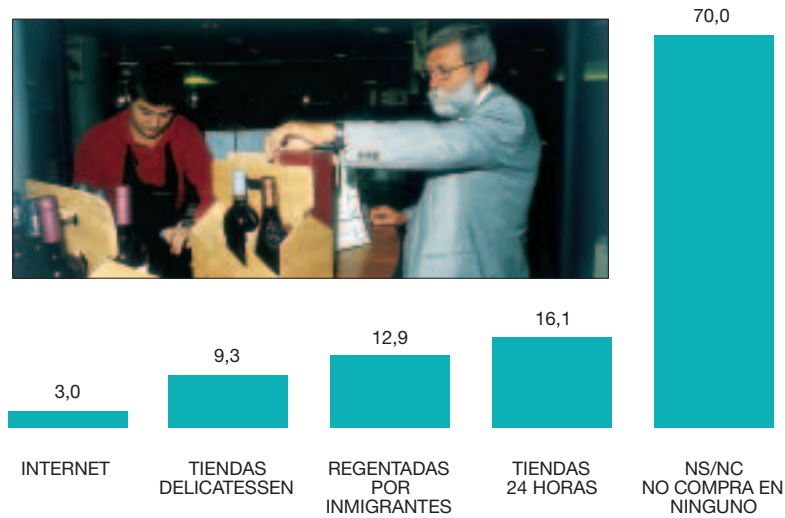 70,0
16,1
12,9
9,3
3,0
INTERNET
TIENDAS
DELICATESSEN
REGENTADAS
POR
INMIGRANTES
TIENDAS
24 HORAS
NS/NC
NO COMPRA EN
NINGUNO